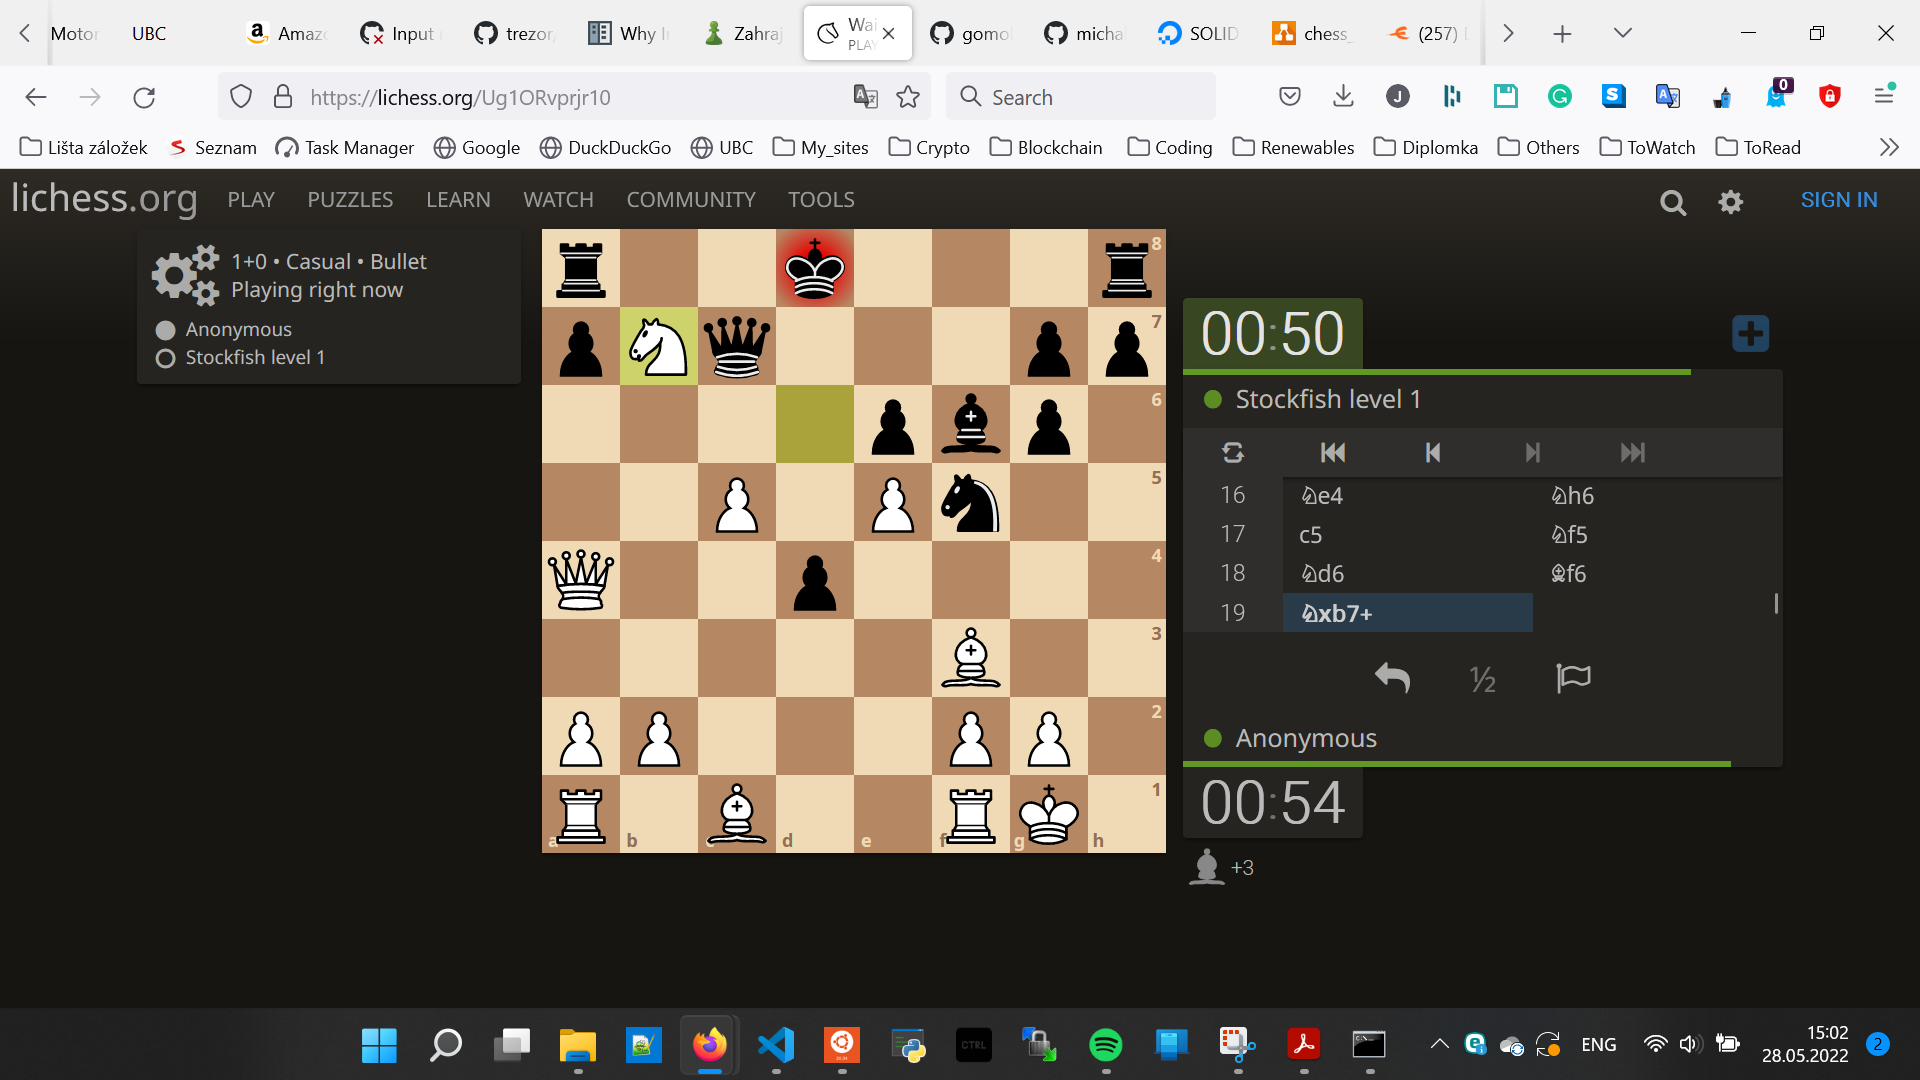 Motor UBC Amaz Input trezor Why I Zahraj Wai gomo micha SOLID chess_ (257)
PLAY
https://lichess.org/Ug1ORvprjr10 Search 0
Lišta záložek Seznam Task Manager Google DuckDuckGo UBC My_sites Crypto Blockchain Coding Renewables Diplomka Others ToWatch ToRead
lichess.org PLAY PUZZLES LEARN WATCH COMMUNITY TOOLS SIGN IN
1+0 • Casual • Bullet
Playing right now
Anonymous
Stockfish level 1
8
7
6
5
4
3
2
1
a b c d e f g h
00:50
Stockfish level 1
16 ♘e4 ♘h6
17 c5 ♘f5
18 ♘d6 ♗f6
19 ♘xb7+
½
Anonymous
00:54
+3
CTRL
ENG
15:02
28.05.2022
2